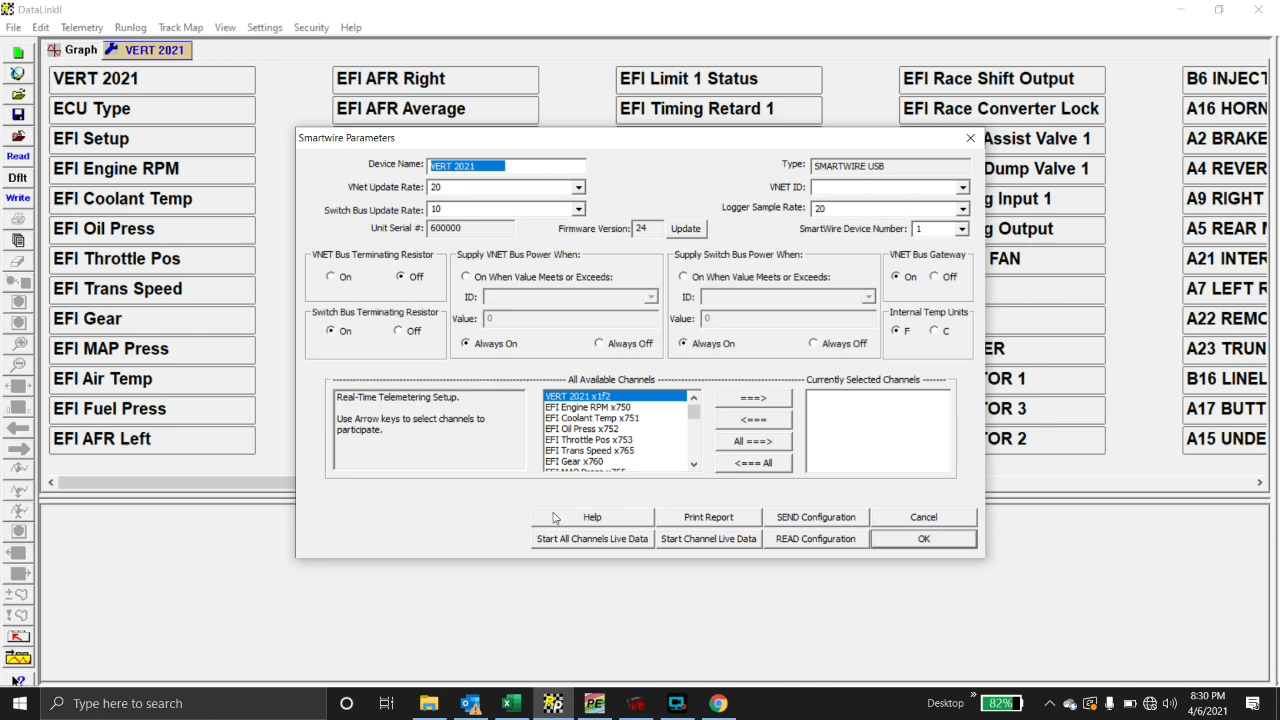 DataLinkII
File Edit Telemetry Runlog Track Map View Settings Security Help
Graph VERT 2021
Read
Dflt
Write
VERT 2021
ECU Type
EFI Setup
EFI Engine RPM
EFI Coolant Temp
EFI Oil Press
EFI Throttle Pos
EFI Trans Speed
EFI Gear
EFI MAP Press
EFI Air Temp
EFI Fuel Press
EFI AFR Left
EFI AFR Right
EFI AFR Average
EFI Limit 1 Status
EFI Timing Retard 1
EFI Race Shift Output
EFI Race Converter Lock
Assist Valve 1
Dump Valve 1
g Input 1
g Output
FAN
ER
OR 1
OR 3
OR 2
B6 INJECT
A16 HORN
A2 BRAKE
A4 REVER
A9 RIGHT
A5 REAR
A21 INTER
A7 LEFT R
A22 REMO
A23 TRUN
B16 LINEL
A17 BUTT
A15 UNDE
Smartwire Parameters
Device Name: VERT 2021 Type: SMARTWIRE USB
VNet Update Rate: 20 VNET ID:
Switch Bus Update Rate: 10 Logger Sample Rate: 20
Unit Serial #: 600000 Firmware Version: 24 Update SmartWire Device Number: 1
VNET Bus Terminating Resistor
On Off
Switch Bus Terminating Resistor
On Off
Supply VNET Bus Power When:
On When Value Meets or Exceeds:
ID:
Value: 0
Always On Always Off
Supply Switch Bus Power When:
On When Value Meets or Exceeds:
ID:
Value: 0
Always On Always Off
VNET Bus Gateway
On Off
Internal Temp Units
F C
All Available Channels Currently Selected Channels
Real-Time Telemetering Setup.
Use Arrow keys to select channels to
participate.
VERT 2021 x1f2
EFI Engine RPM x750
EFI Coolant Temp x751
EFI Oil Press x752
EFI Throttle Pos x753
EFI Trans Speed x765
EFI Gear x760
EFI MAP Press x755
===>
<===
All ===>
<=== All
Help Print Report SEND Configuration Cancel
Start All Channels Live Data Start Channel Live Data READ Configuration OK
Type here to search
PE
Desktop
82%
8:30 PM
4/6/2021